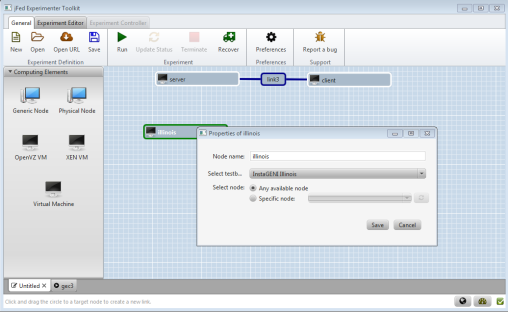 jFed Experimenter Toolkit
General Experiment Editor Experiment Controller
New Open Open URL Save Run Update Status Terminate Recover Preferences Report a bug
Experiment Definition Experiment Preferences Support
Computing Elements
Generic Node Physical Node
OpenVZ VM XEN VM
Virtual Machine
server link3 client
illinois
Properties of illinois
Node name: illinois
Select testb... InstaGENI Illinois
Select node: Any available node
Specific node:
Save Cancel
Untitled X gec3
Click and drag the circle to a target node to create a new link.